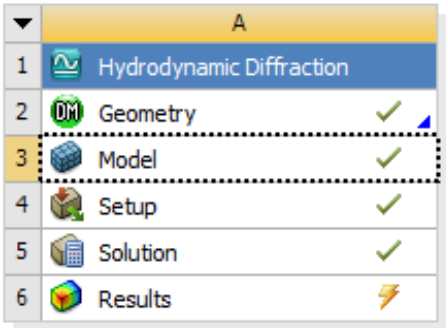 A
1 Hydrodynamic Diffraction
2 DM Geometry
3 Model
4 Setup
5 Solution
6 Results